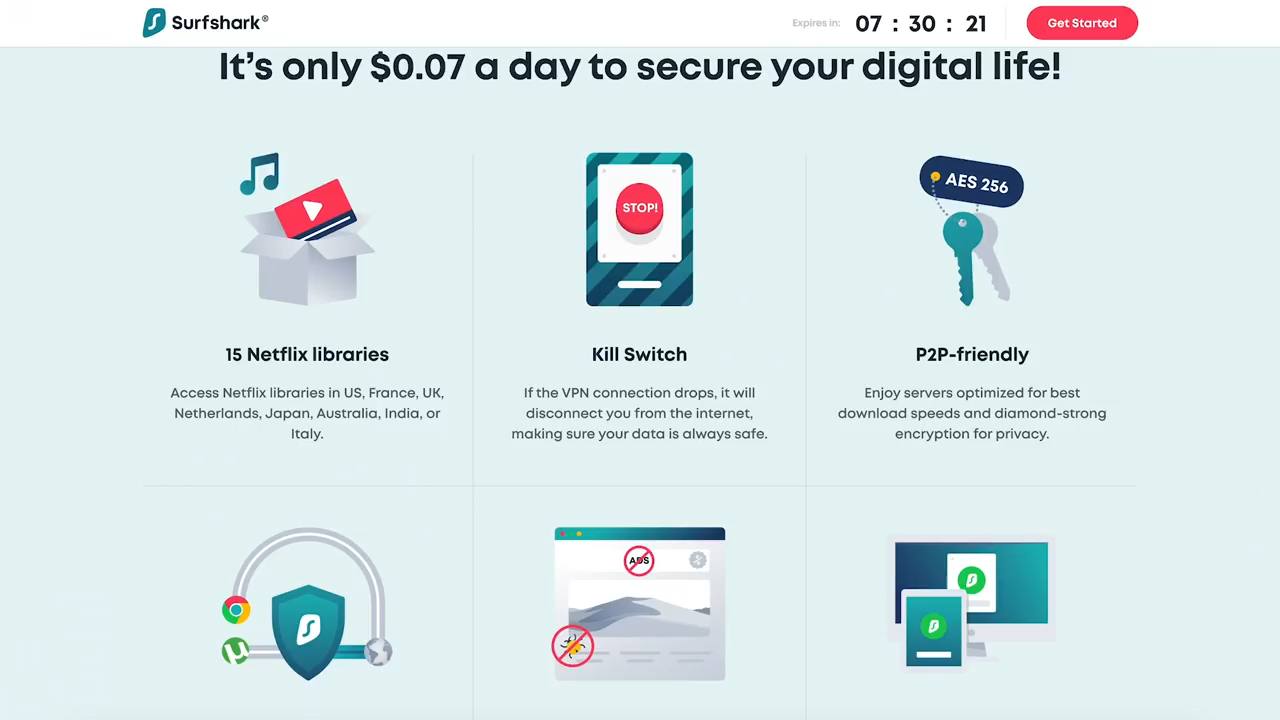 Surfshark®
Expires in: 07 : 30 : 21
Get Started
It's only $0.07 a day to secure your digital life!
STOP!
AES 256
15 Netflix libraries
Access Netflix libraries in US, France, UK,
Netherlands, Japan, Australia, India, or
Italy.
Kill Switch
If the VPN connection drops, it will
disconnect you from the internet,
making sure your data is always safe.
P2P-friendly
Enjoy servers optimized for best
download speeds and diamond-strong
encryption for privacy.
ADS